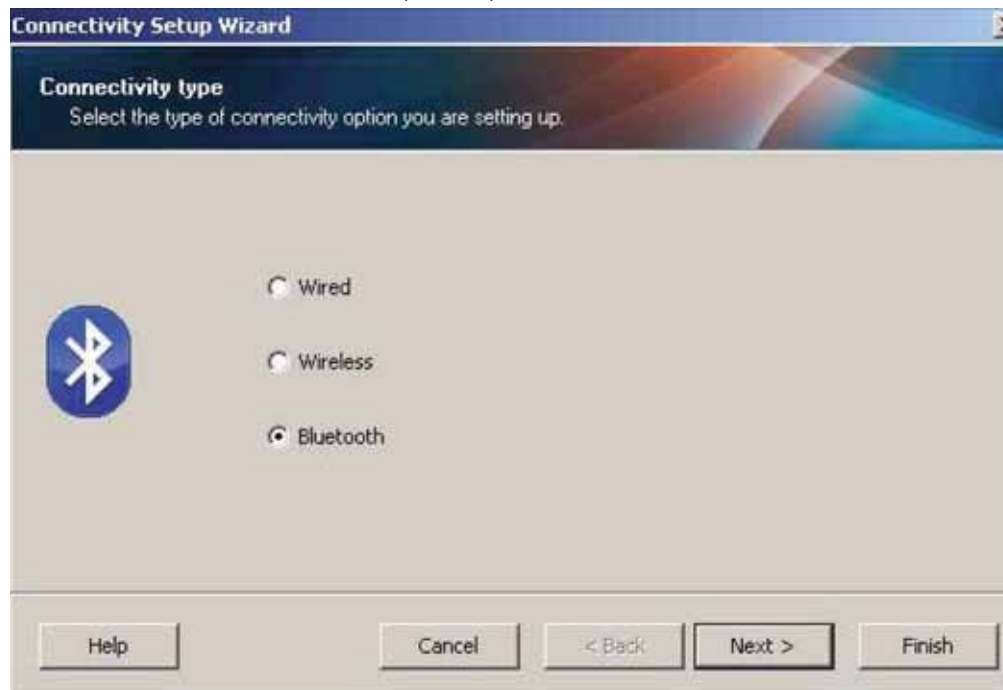 Connectivity Setup Wizard
Connectivity type
Select the type of connectivity option you are setting up.
Wired
Wireless
Bluetooth
Help
Cancel
< Back
Next >
Finish